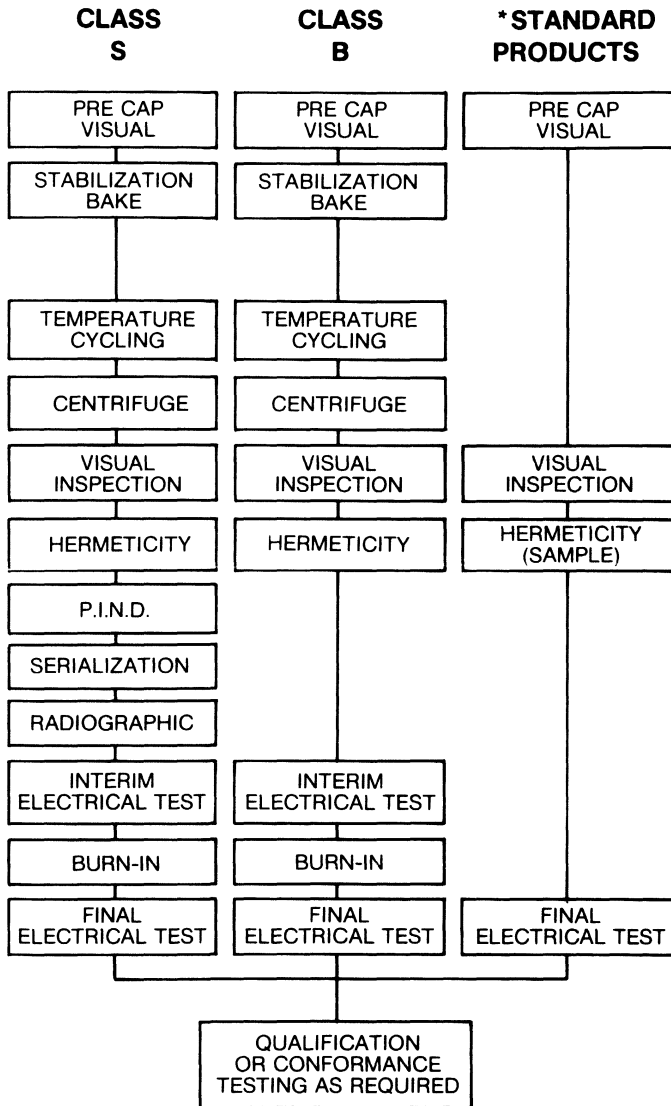 CLASS
S
CLASS
B
*STANDARD
PRODUCTS
PRE CAP
VISUAL
PRE CAP
VISUAL
PRE CAP
VISUAL
STABILIZATION
BAKE
STABILIZATION
BAKE
TEMPERATURE
CYCLING
TEMPERATURE
CYCLING
CENTRIFUGE
CENTRIFUGE
VISUAL
INSPECTION
VISUAL
INSPECTION
VISUAL
INSPECTION
HERMETICITY
HERMETICITY
HERMETICITY
(SAMPLE)
P.I.N.D.
SERIALIZATION
RADIOGRAPHIC
INTERIM
ELECTRICAL TEST
INTERIM
ELECTRICAL TEST
BURN-IN
BURN-IN
FINAL
ELECTRICAL TEST
FINAL
ELECTRICAL TEST
FINAL
ELECTRICAL TEST
QUALIFICATION
OR CONFORMANCE
TESTING AS REQUIRED